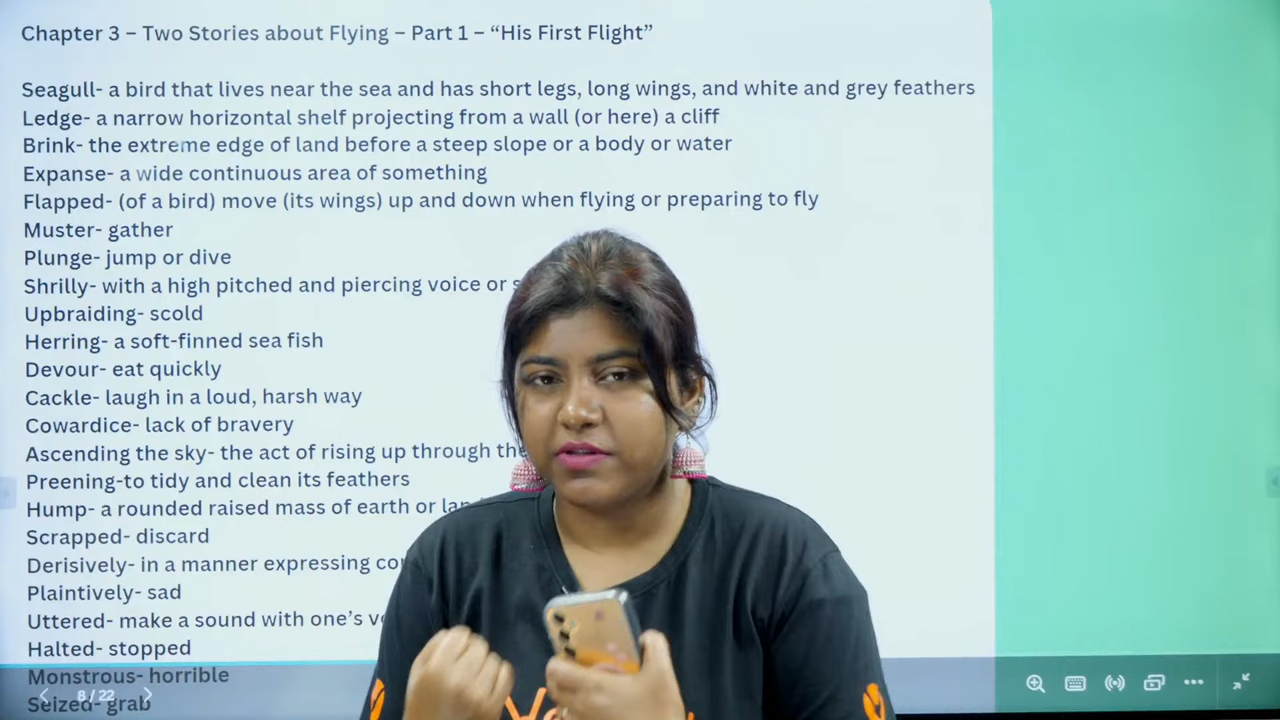 Chapter 3 – Two Stories about Flying – Part 1 – “His First Flight”
Seagull- a bird that lives near the sea and has short legs, long wings, and white and grey feathers
Ledge- a narrow horizontal shelf projecting from a wall (or here) a cliff
Brink- the extreme edge of land before a steep slope or a body or water
Expanse- a wide continuous area of something
Flapped- (of a bird) move (its wings) up and down when flying or preparing to fly
Muster- gather
Plunge- jump or dive
Shrilly- with a high pitched and piercing voice or
Upbraiding- scold
Herring- a soft-finned sea fish
Devour- eat quickly
Cackle- laugh in a loud, harsh way
Cowardice- lack of bravery
Ascending the sky- the act of rising up through the
Preening-to tidy and clean its feathers
Hump- a rounded raised mass of earth or
Scrapped- discard
Derisively- in a manner expressing
Plaintively- sad
Uttered- make a sound with one’s
Halted- stopped
Monstrous- horrible
8 / 22
Seized- grab